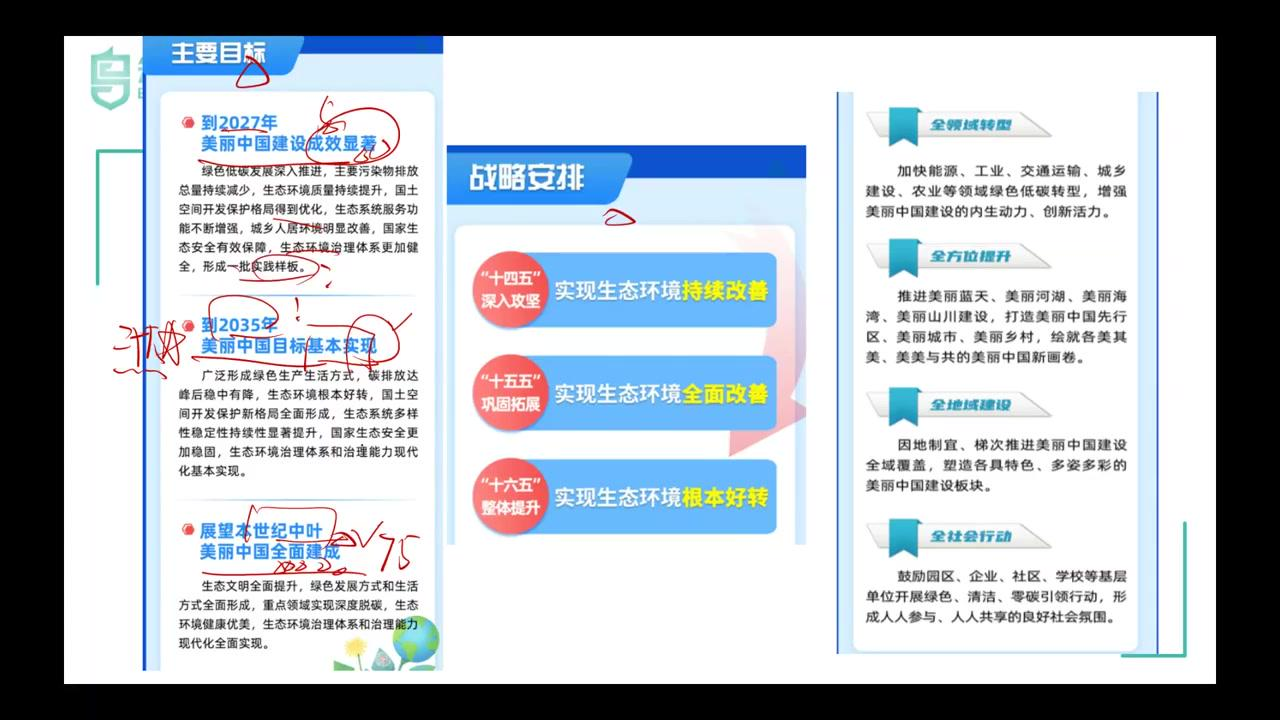 主要目标
到2027年
美丽中国建设成效显著
绿色低碳发展深入推进，主要污染物排放
总量持续减少，生态环境质量持续提升，国土
空间开发保护格局得到优化，生态系统服务功
能不断增强，城乡人居环境明显改善，国家生
态安全有效保障，生态环境治理体系更加健
全，形成一批实践样板。
到2035年
美丽中国目标基本实现
广泛形成绿色生产生活方式，碳排放达
峰后稳中有降，生态环境根本好转，国土空
间开发保护新格局全面形成，生态系统多样
性稳定性持续性显著提升，国家生态安全更
加稳固，生态环境治理体系和治理能力现代
化基本实现。
展望本世纪中叶
美丽中国全面建成
75
生态文明全面提升，绿色发展方式和生活
方式全面形成，重点领域实现深度脱碳，生态
环境健康优美，生态环境治理体系和治理能力
现代化全面实现。
战略安排
“十四五”
深入攻坚
实现生态环境持续改善
“十五五”
巩固拓展
实现生态环境全面改善
“十六五”
整体提升
实现生态环境根本好转
全领域转型
加快能源、工业、交通运输、城乡
建设、农业等领域绿色低碳转型，增强
美丽中国建设的内生动力、创新活力。
全方位提升
推进美丽蓝天、美丽河湖、美丽海
湾、美丽山川建设，打造美丽中国先行
区、美丽城市、美丽乡村，绘就各美其
美、美美与共的美丽中国新画卷。
全地域建设
因地制宜、梯次推进美丽中国建设
全域覆盖，塑造各具特色、多姿多彩的
美丽中国建设板块。
全社会行动
鼓励园区、企业、社区、学校等基层
单位开展绿色、清洁、零碳引领行动，形
成人人参与、人人共享的良好社会氛围。